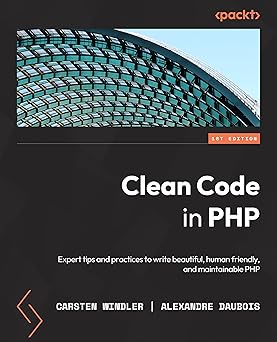 <packt>
1ST EDITION
Clean Code
in PHP
Expert tips and practices to write beautiful, human friendly,
and maintainable PHP
CARSTEN WINDLER | ALEXANDRE DAUBOIS